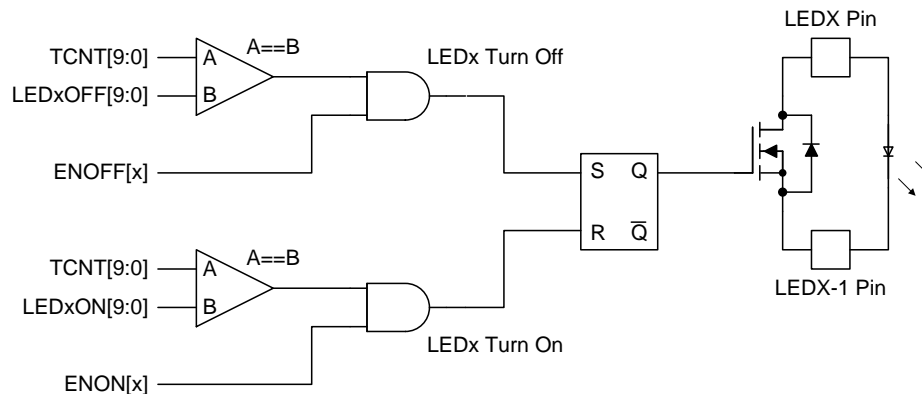 LEDX Pin
A==B
TCNT[9:0]
A
LEDx Turn Off
LEDxOFF[9:0]
B
ENOFF[x]
S Q
R Q̅
A==B
TCNT[9:0]
A
LEDxON[9:0]
B
LEDX-1 Pin
LEDx Turn On
ENON[x]